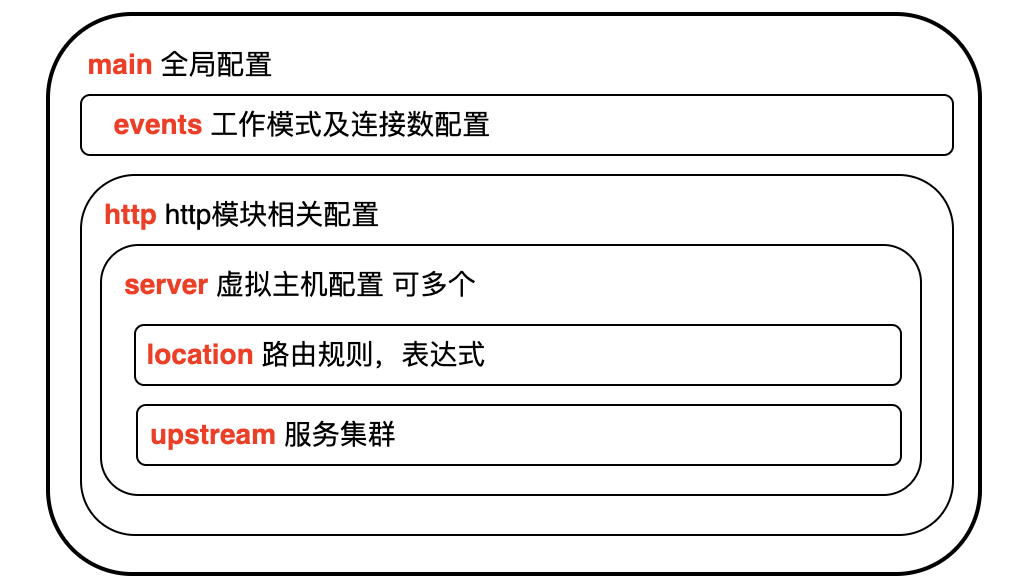 main 全局配置
events 工作模式及连接数配置
http http模块相关配置
server 虚拟主机配置 可多个
location 路由规则，表达式
upstream 服务集群